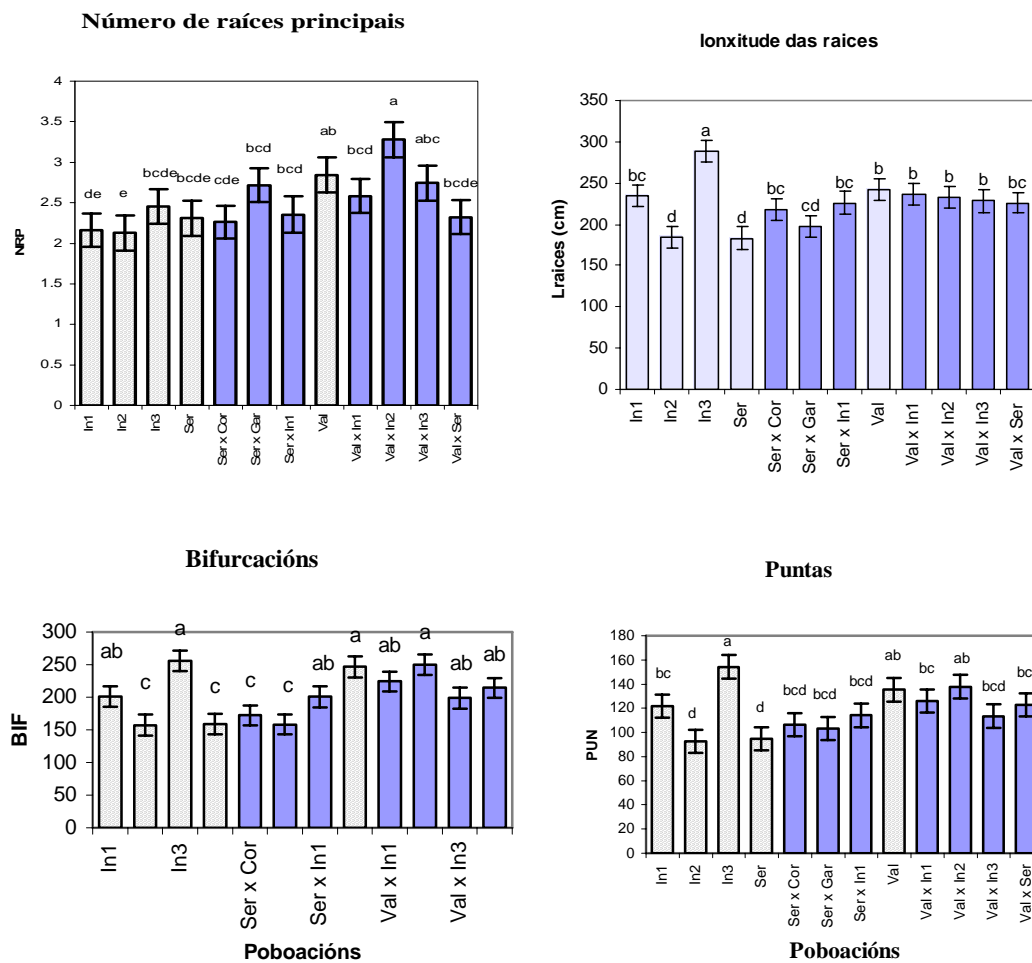 Número de raíces principais
NRP
4
3.5
3
2.5
2
1.5
1
0.5
0
de
e
bcde
bcde
cde
bcd
bcd
ab
bcd
a
abc
bcde
In1
In2
In3
Ser
Ser x Cor
Ser x Gar
Ser x In1
Val
Val x In1
Val x In2
Val x In3
Val x Ser
lonxitude das raices
Lraices (cm)
350
300
250
200
150
100
50
0
bc
d
a
d
bc
cd
bc
b
b
b
b
bc
In1
In2
In3
Ser
Ser x Cor
Ser x Gar
Ser x In1
Val
Val x In1
Val x In2
Val x In3
Val x Ser
Bifurcacións
BIF
300
250
200
150
100
50
0
ab
c
a
c
c
c
ab
a
ab
a
ab
ab
In1
In3
Ser x Cor
Ser x In1
Val x In1
Val x In3
Poboacións
Puntas
PUN
180
160
140
120
100
80
60
40
20
0
bc
d
a
d
bcd
bcd
bcd
ab
bc
ab
bcd
bc
In1
In2
In3
Ser
Ser x Cor
Ser x Gar
Ser x In1
Val
Val x In1
Val x In2
Val x In3
Val x Ser
Poboacións